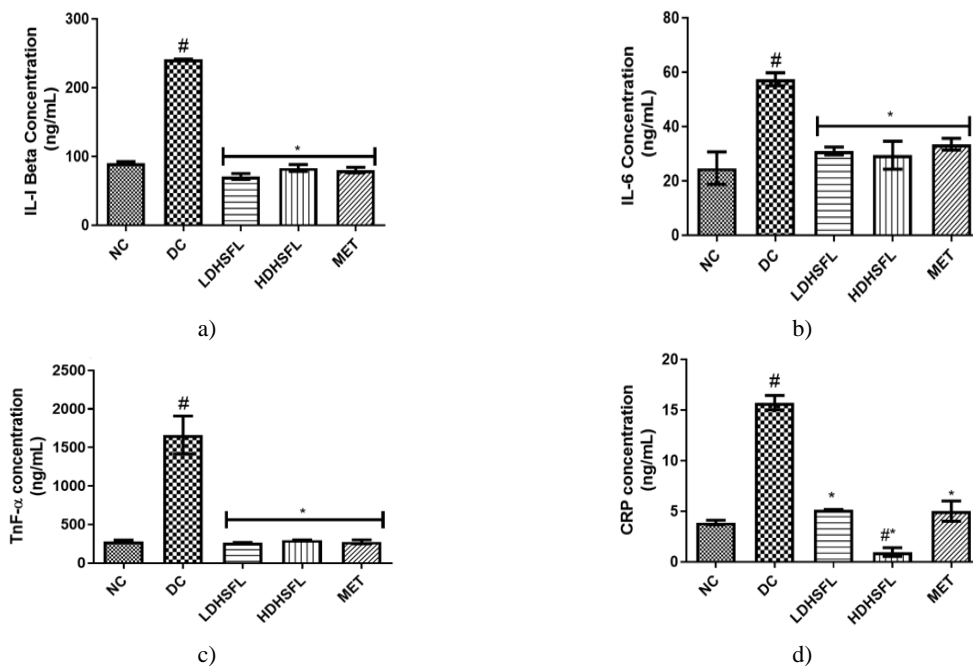 300
200
100
0
IL-I Beta Concentration
(ng/mL)
#
*
NC
DC
LDHSFL
HDHSFL
MET
a)
80
60
40
20
0
IL-6 Concentration
(ng/mL)
#
*
NC
DC
LDHSFL
HDHSFL
MET
b)
2500
2000
1500
1000
500
0
TnF-α concentration
(ng/mL)
#
*
NC
DC
LDHSFL
HDHSFL
MET
c)
20
15
10
5
0
CRP concentration
(ng/mL)
#
*
#*
*
NC
DC
LDHSFL
HDHSFL
MET
d)